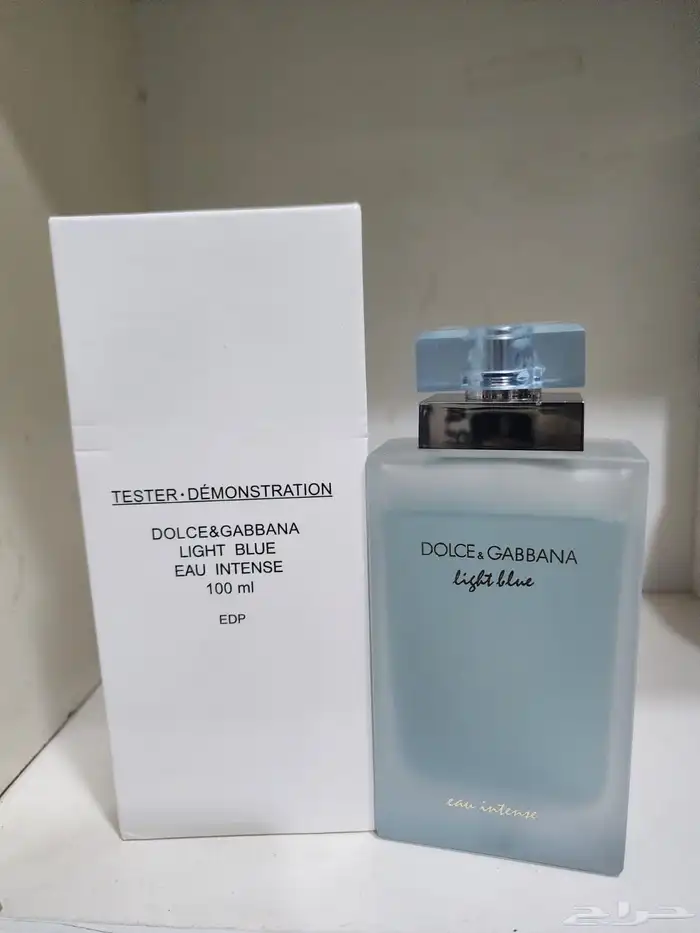 TESTER · DÉMONSTRATION
DOLCE&GABBANA
LIGHT BLUE
EAU INTENSE
100 ml
EDP
DOLCE & GABBANA
light blue
eau intense
حراج